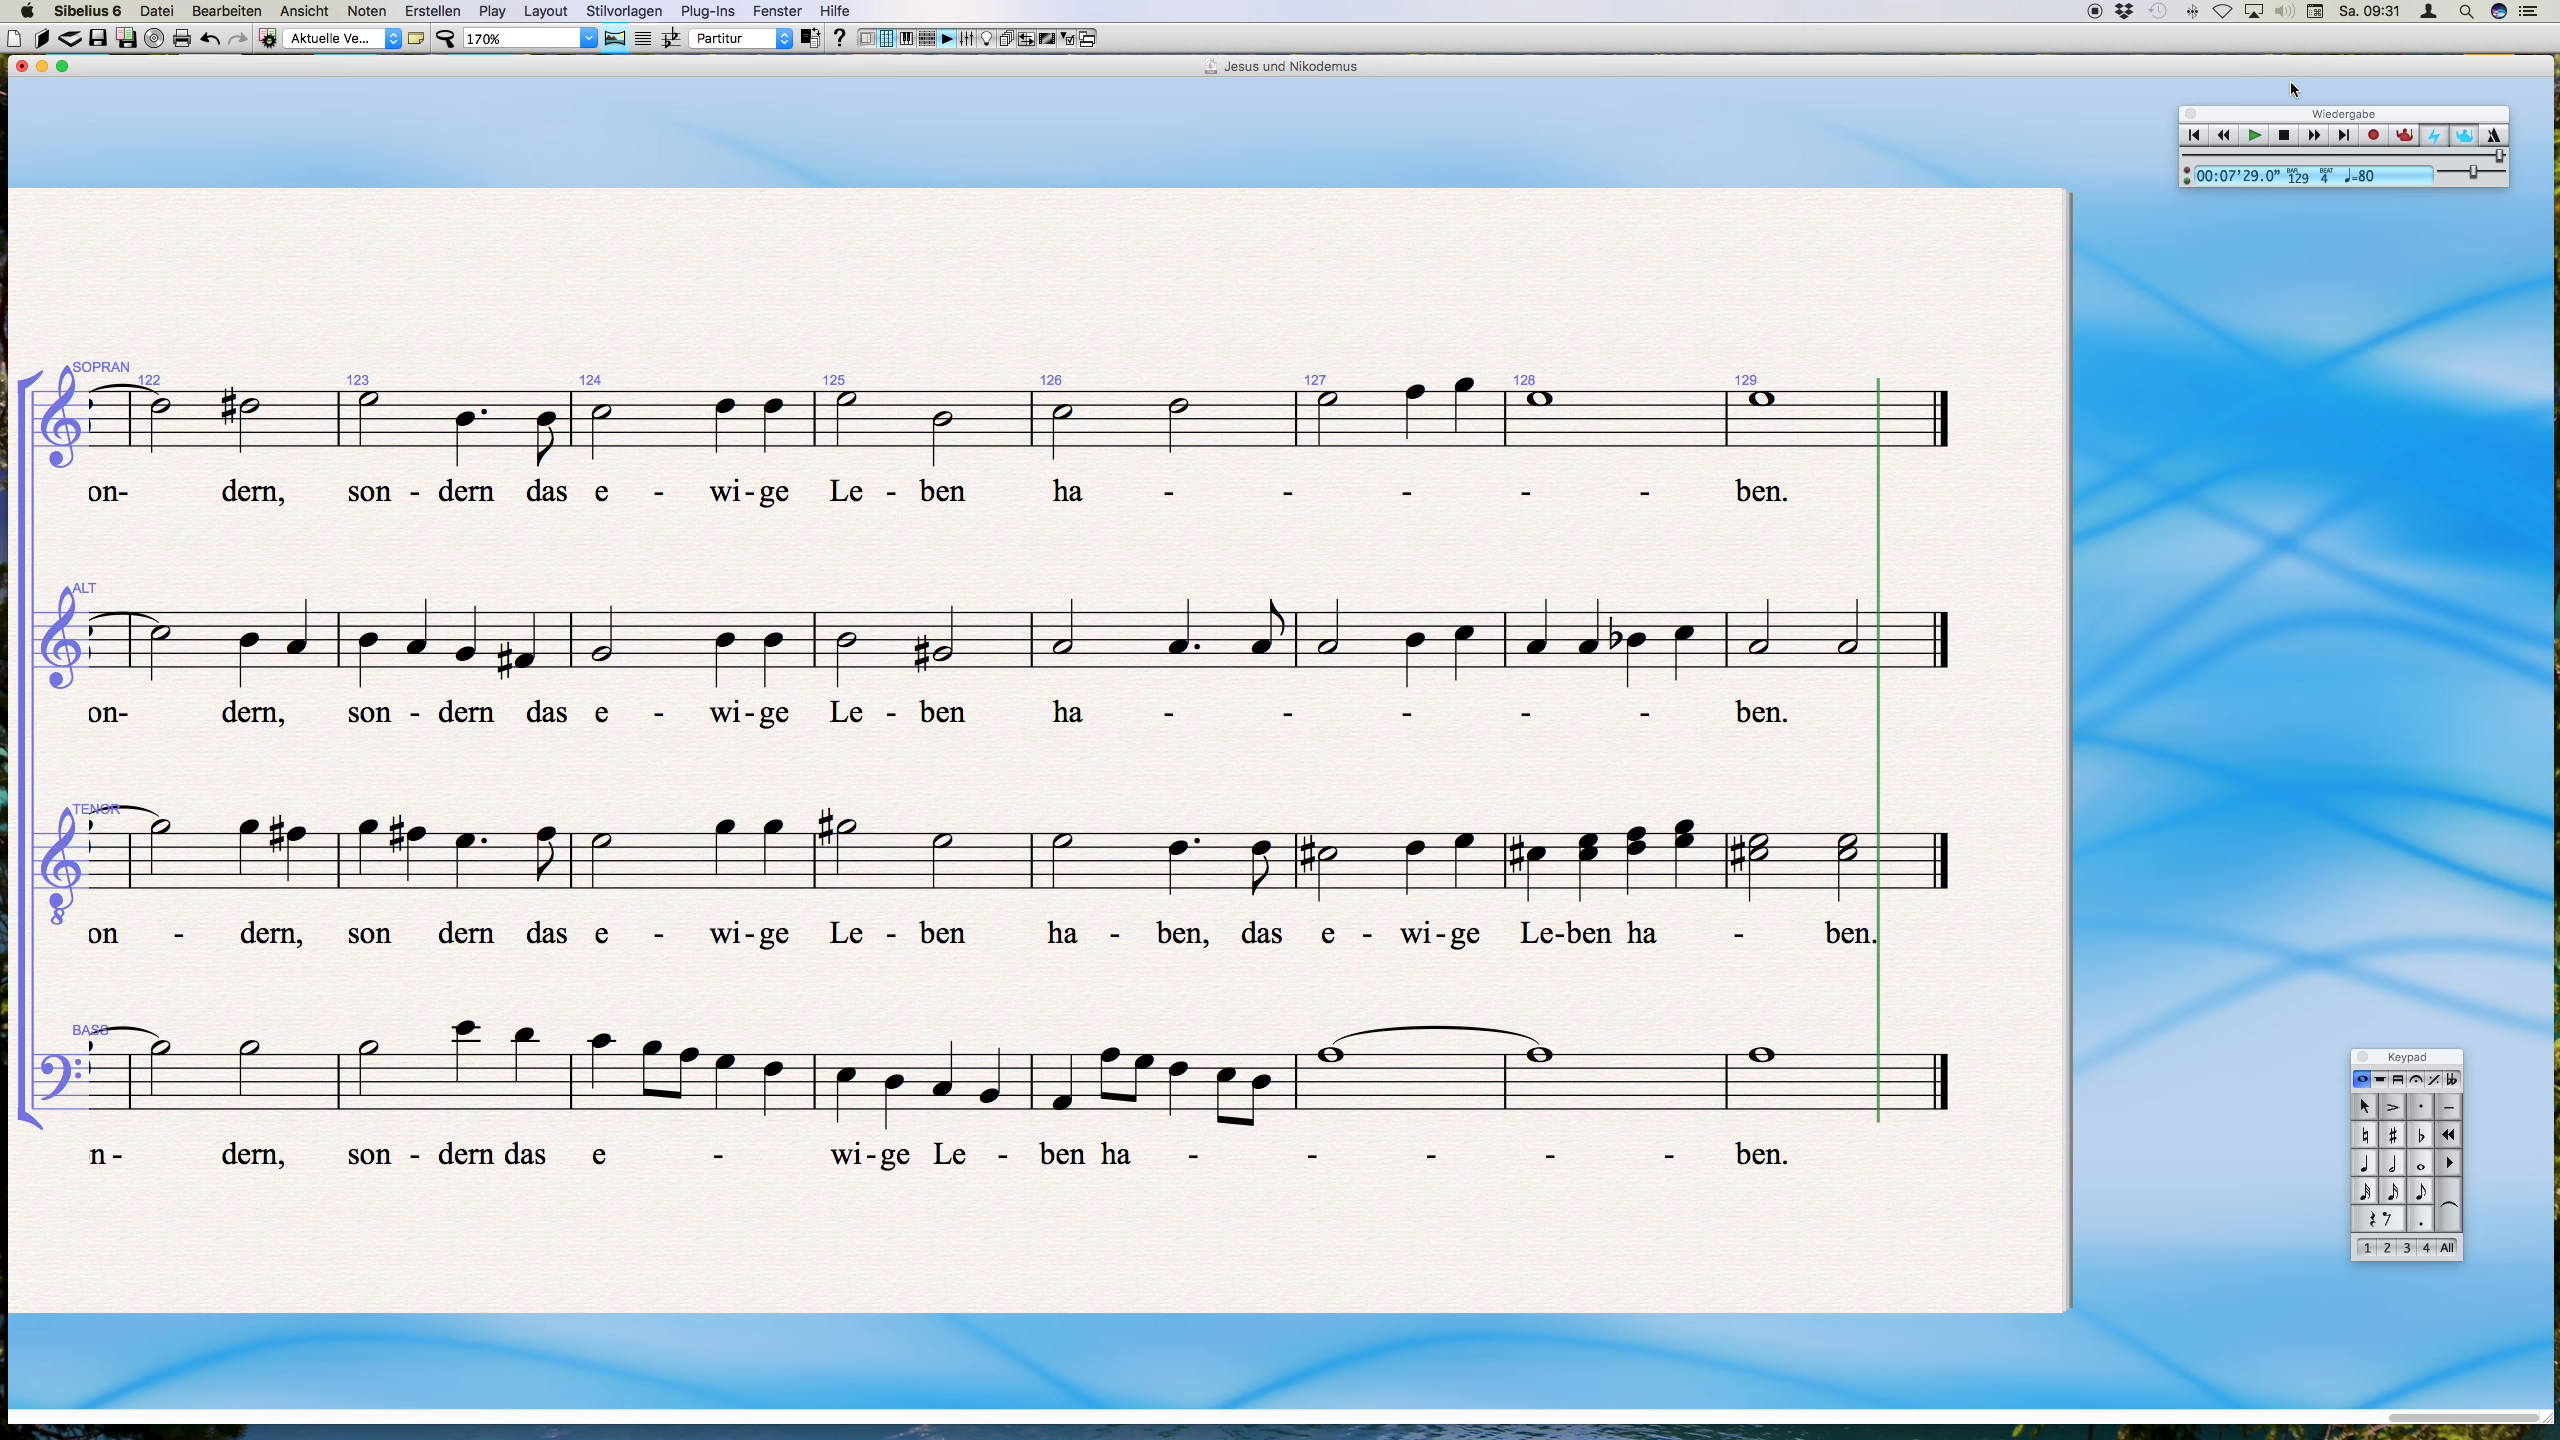 Sibelius 6 Datei Bearbeiten Ansicht Noten Erstellen Play Layout Stilvorlagen Plug-Ins Fenster Hilfe Sa. 09:31
Aktuelle Ve... 170% Partitur ?
Jesus und Nikodemus
Wiedergabe
00:07'29.0" BAR 129 BEAT 4 ♩=80
SOPRAN
122 123 124 125 126 127 128 129
on- dern, son - dern das e - wi - ge Le - ben ha - - - - - ben.
ALT
on- dern, son - dern das e - wi - ge Le - ben ha - - - - - ben.
TENOR
8
on - dern, son dern das e - wi - ge Le - ben ha - ben, das e - wi - ge Le - ben ha - ben.
BASS
n - dern, son - dern das e - wi - ge Le - ben ha - - - - - ben.
Keypad
1 2 3 4 All